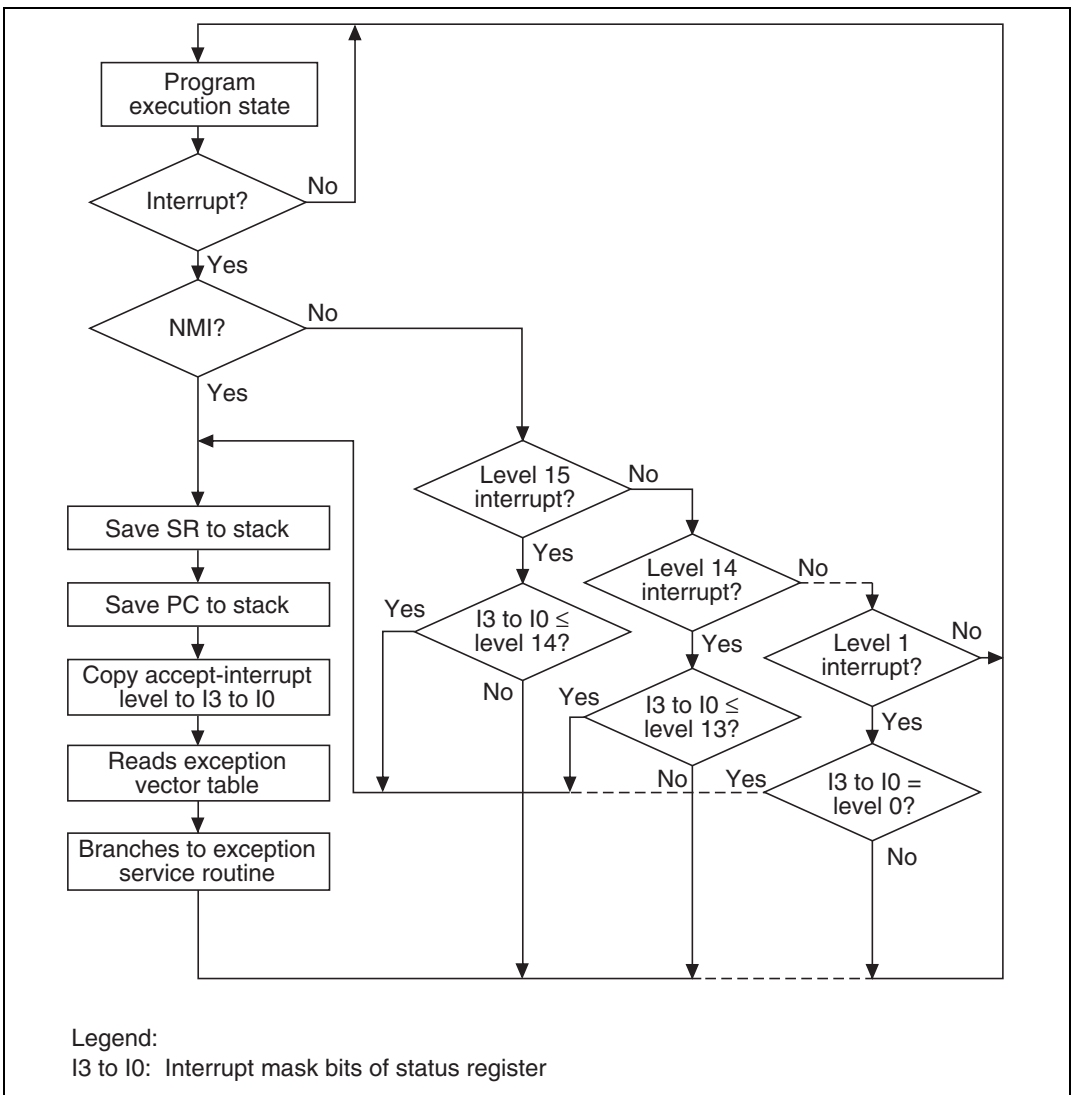 Program
execution state
Interrupt?
No
Yes
NMI?
No
Yes
Level 15
interrupt?
No
Yes
I3 to I0 ≤
level 14?
Yes
No
Level 14
interrupt?
No
Yes
I3 to I0 ≤
level 13?
Yes
No
Level 1
interrupt?
No
Yes
I3 to I0 =
level 0?
Yes
No
Save SR to stack
Save PC to stack
Copy accept-interrupt
level to I3 to I0
Reads exception
vector table
Branches to exception
service routine
Legend:
I3 to I0: Interrupt mask bits of status register